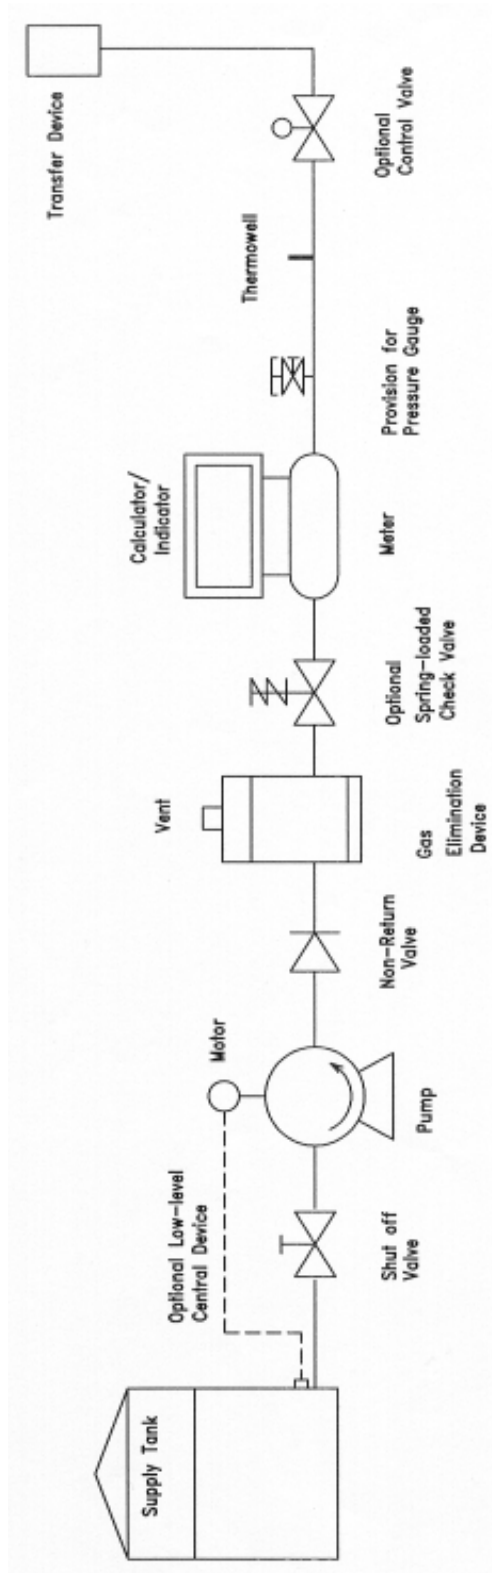 Supply Tank
Optional Low-level
Central Device
Shut off
Valve
Motor
Pump
Non-Return
Valve
Vent
Gas
Elimination
Device
Optional
Spring-loaded
Check Valve
Calculator/
Indicator
Meter
Provision for
Pressure Gauge
Thermowell
Optional
Control Valve
Transfer Device